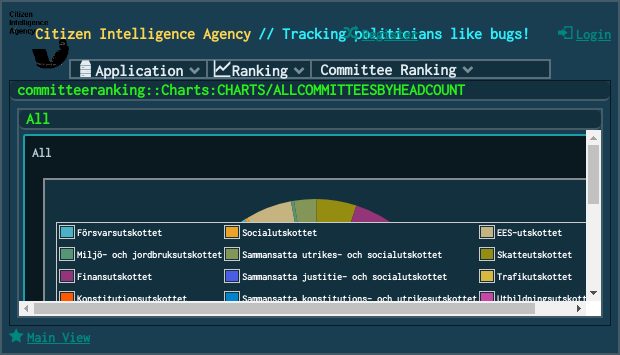 Citizen
Intelligence
Agency
Citizen Intelligence Agency // Tracking politicians like bugs!
Register
Login
Application
Ranking
Committee Ranking
committeeranking::Charts:CHARTS/ALLCOMMITTEESBYHEADCOUNT
All
All
Försvarsutskottet
Socialutskottet
EES-utskottet
Miljö- och jordbruksutskottet
Sammansatta utrikes- och socialutskottet
Skatteutskottet
Finansutskottet
Sammansatta justitie- och socialutskottet
Trafikutskottet
Konstitutionsutskottet
Sammansatta konstitutions- och utrikesutskottet
Utbildningsutskottet
Main View